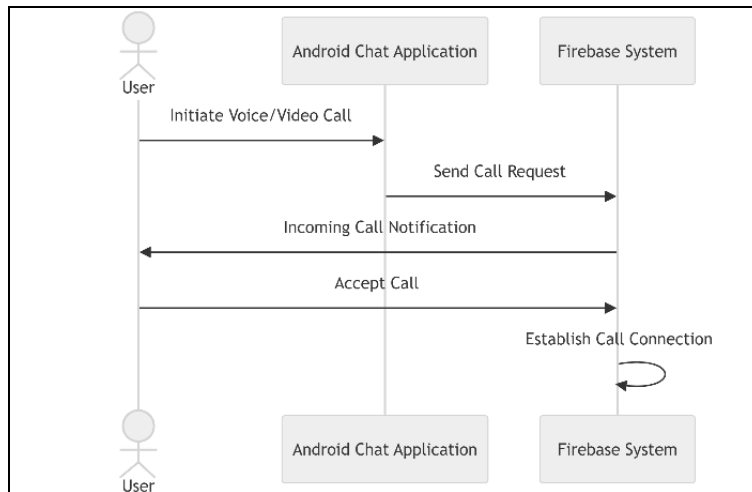 Android Chat Application
Firebase System
User
Initiate Voice/Video Call
Send Call Request
Incoming Call Notification
Accept Call
Establish Call Connection
Android Chat Application
Firebase System
User